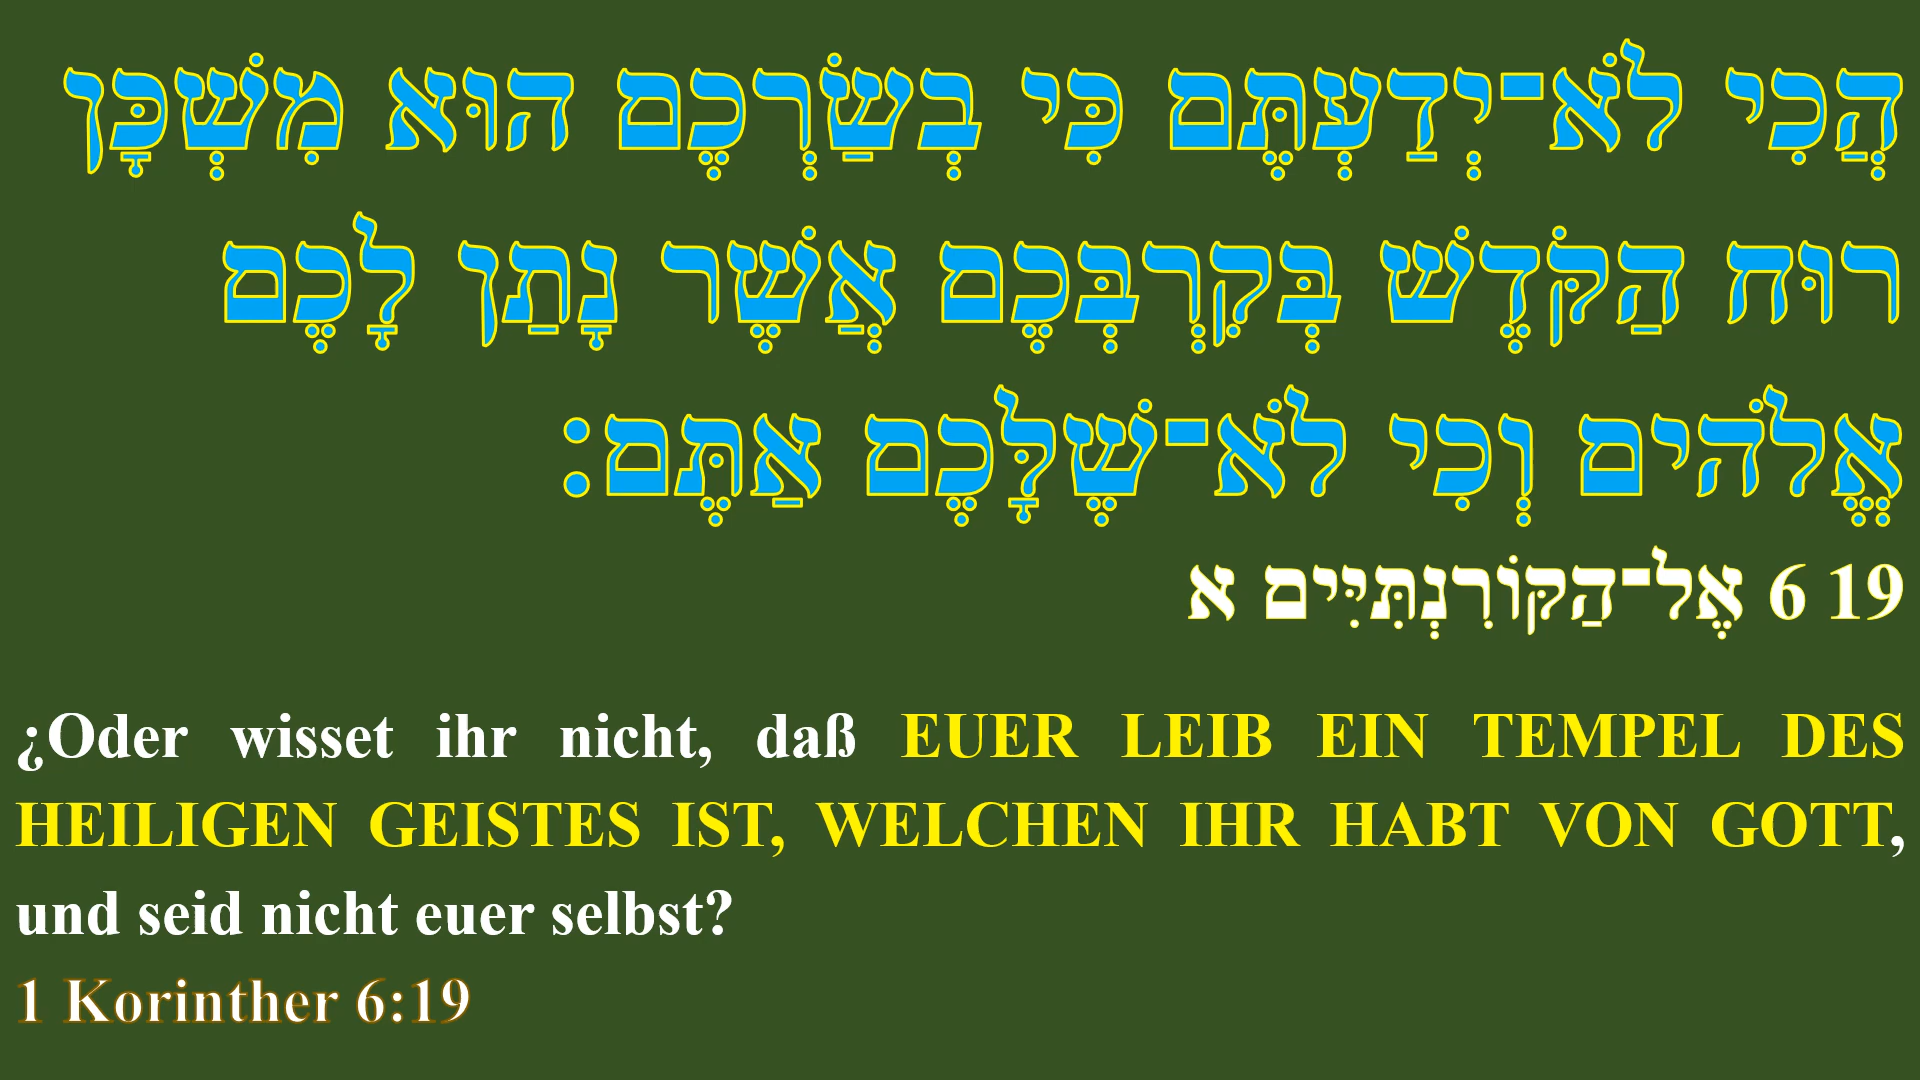 הֲכִי לֹא־יְדַעְתֶּם כִּי בְשַׂרְכֶם הוּא מִשְׁכָּן
רוּח הַקֹּדֶשׁ בְּקִרְבְּכֶם אֲשֶׁר נָתַן לָכֶם
אֱלֹהִים וְכִי לֹא־שֶׁלָּכֶם אַתֶּם׃
19 6 אֶל־הַקּוֹרִנְתִּיִּים א
¿Oder wisset ihr nicht, daß EUER LEIB EIN TEMPEL DES
HEILIGEN GEISTES IST, WELCHEN IHR HABT VON GOTT,
und seid nicht euer selbst?
1 Korinther 6:19